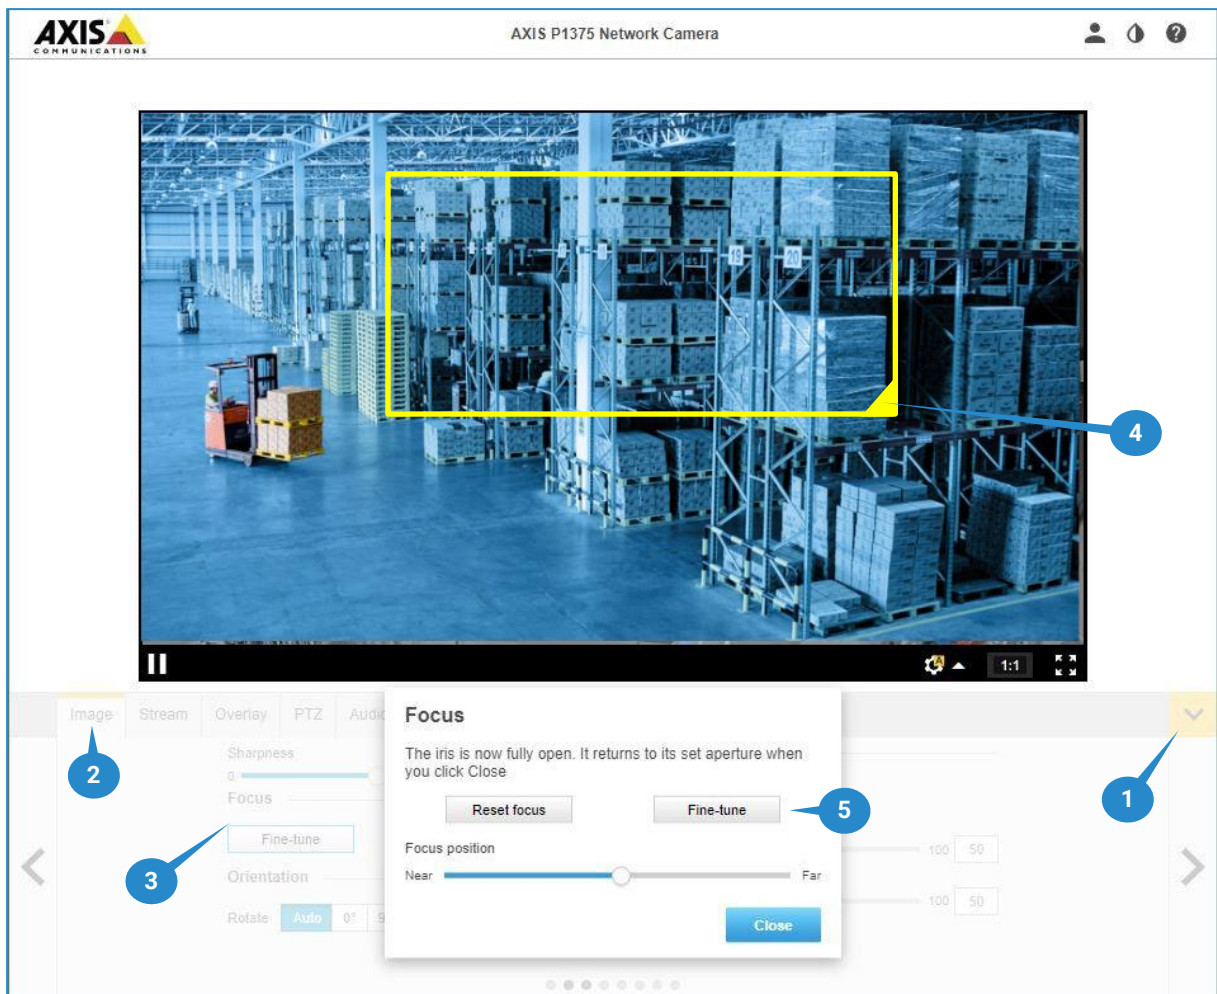 AXIS
COMMUNICATIONS
AXIS P1375 Network Camera
19
20
4
1:1
Image Stream Overlay PTZ
Focus
The iris is now fully open. It returns to its set aperture when
you click Close
Sharpness
0
2
1
Reset focus Fine-tune 5
Focus
Fine-tune
3
Focus position
Near Far
100 50
Orientation
Rotate Auto 0°
100 50
Close